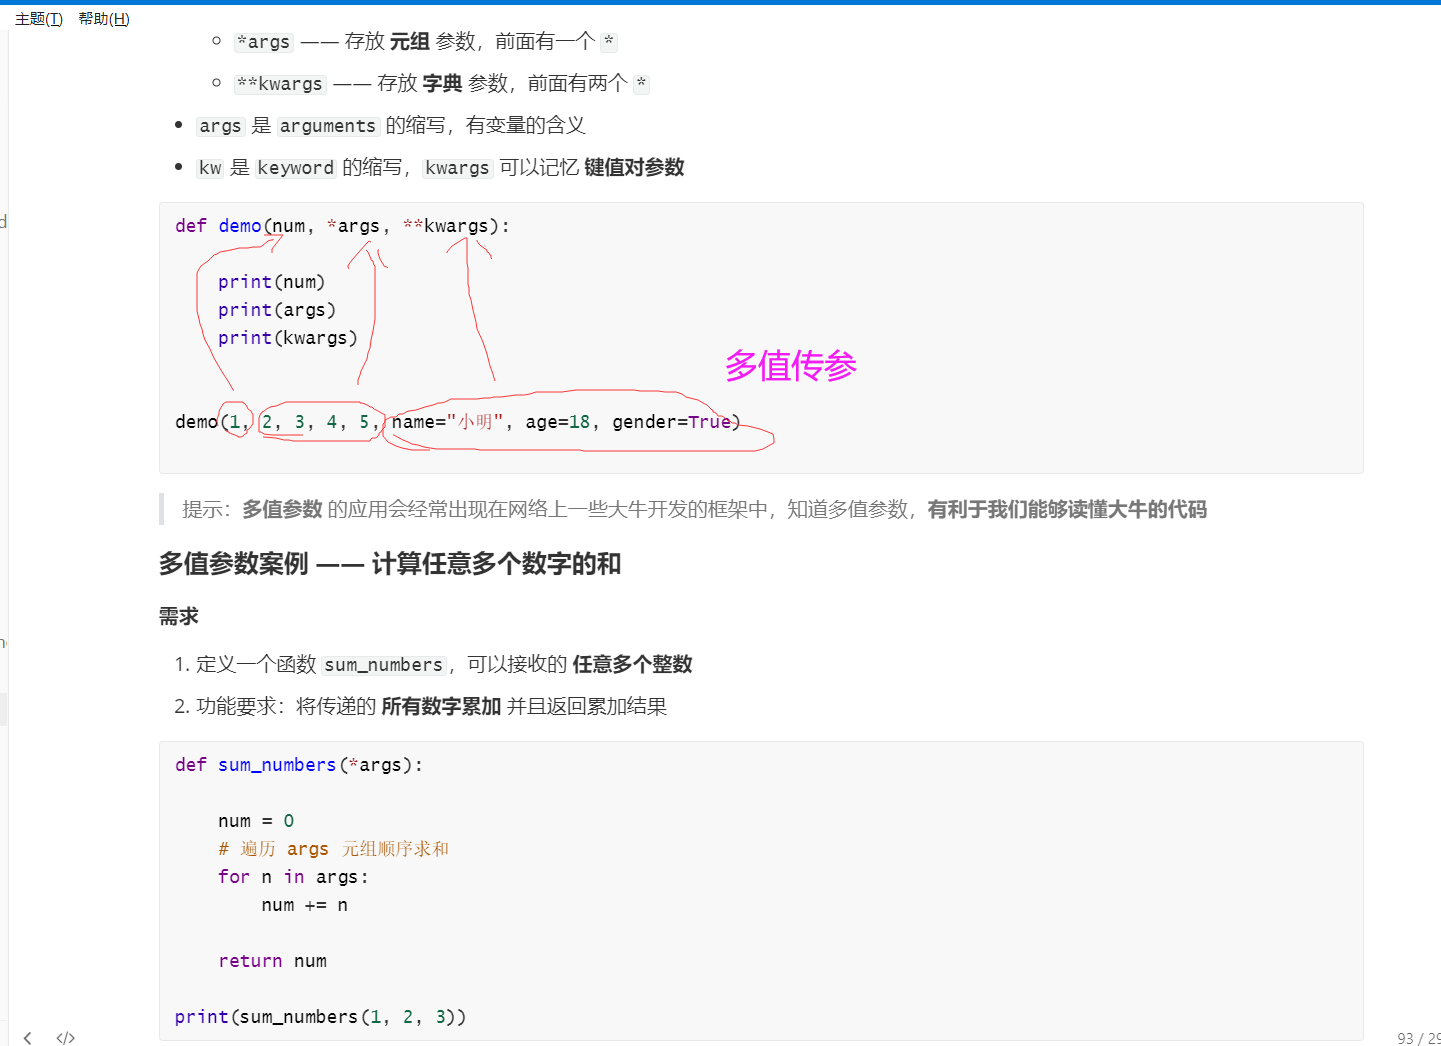 主题(T) 帮助(H)
*args —— 存放 元组 参数，前面有一个 *
**kwargs —— 存放 字典 参数，前面有两个 *
args 是 arguments 的缩写，有变量的含义
kw 是 keyword 的缩写，kwargs 可以记忆 键值对参数
def demo(num, *args, **kwargs):
print(num)
print(args)
print(kwargs)
多值传参
demo(1, 2, 3, 4, 5, name="小明", age=18, gender=True)
提示：多值参数 的应用会经常出现在网络上一些大牛开发的框架中，知道多值参数，有利于我们能够读懂大牛的代码
多值参数案例 —— 计算任意多个数字的和
需求
1. 定义一个函数 sum_numbers，可以接收的 任意多个整数
2. 功能要求：将传递的 所有数字累加 并且返回累加结果
def sum_numbers(*args):
num = 0
# 遍历 args 元组顺序求和
for n in args:
num += n
return num
print(sum_numbers(1, 2, 3))
</>
93 / 29